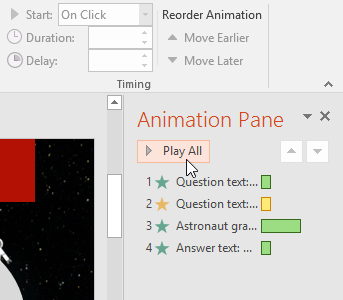 Start: On Click
Reorder Animation
Duration:
Move Earlier
Delay:
Move Later
Timing
Animation Pane
Play All
1 Question text:...
2 Question text:...
3 Astronaut gra...
4 Answer text: ...